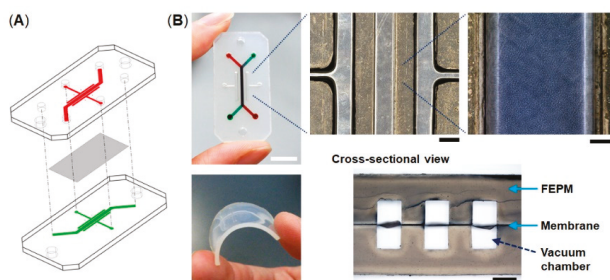 (A)
(B)
Cross-sectional view
FEPM
Membrane
Vacuum
chamber